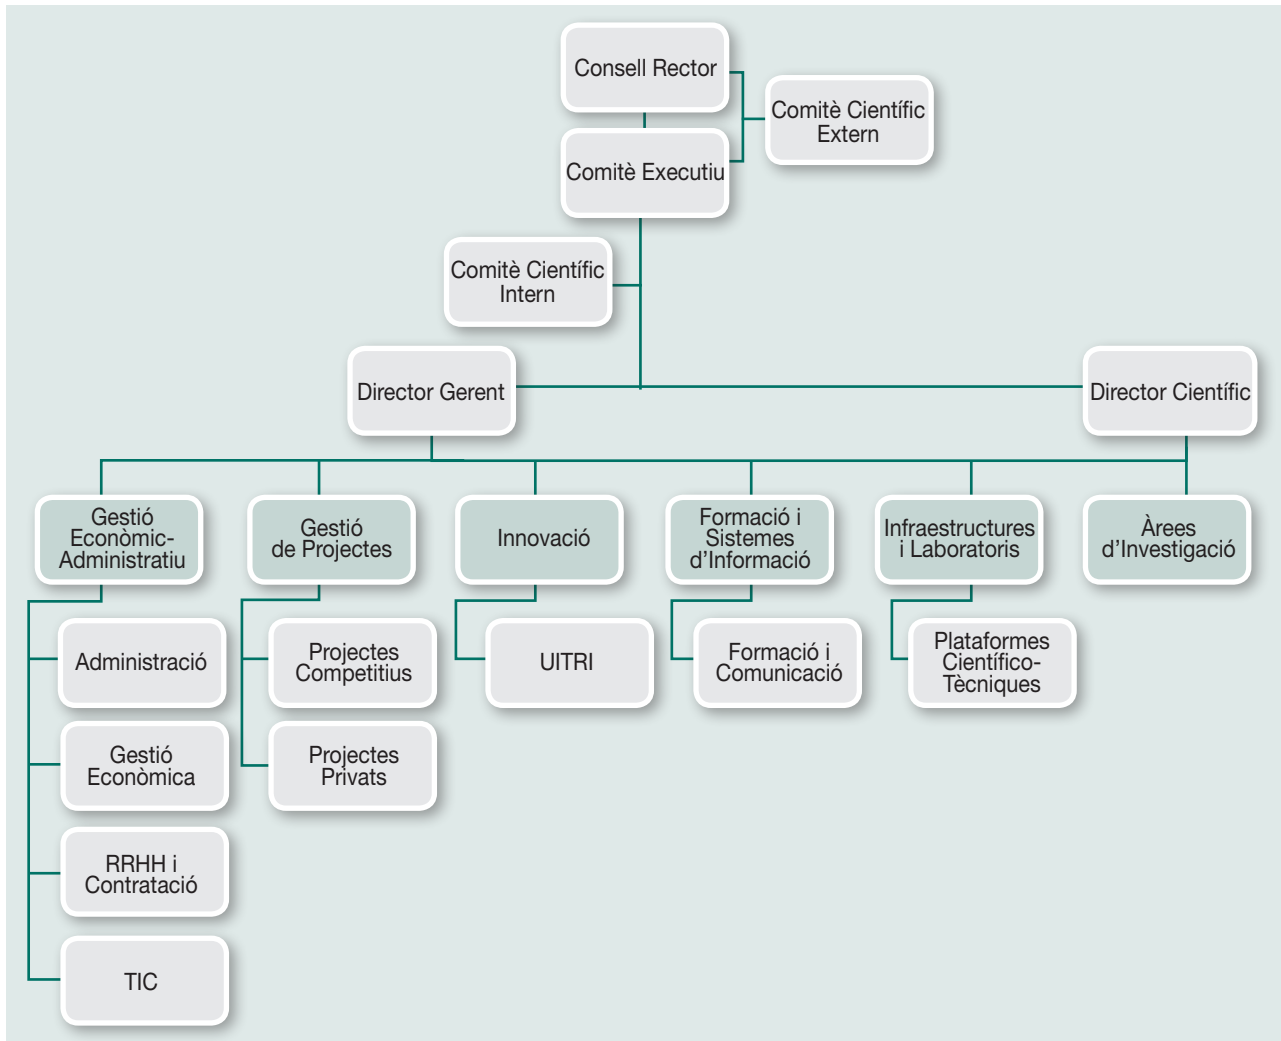 Consell Rector
Comitè Científic
Extern
Comitè Executiu
Comitè Científic
Intern
Director Gerent
Director Científic
Gestió
Econòmic-
Administratiu
Gestió
de Projectes
Innovació
Formació i
Sistemes
d’Informació
Infraestructures
i Laboratoris
Àrees
d’Investigació
Administració
Projectes
Competitius
UITRI
Formació i
Comunicació
Plataformes
Científico-
Tècniques
Gestió
Econòmica
Projectes
Privats
RRHH i
Contratació
TIC